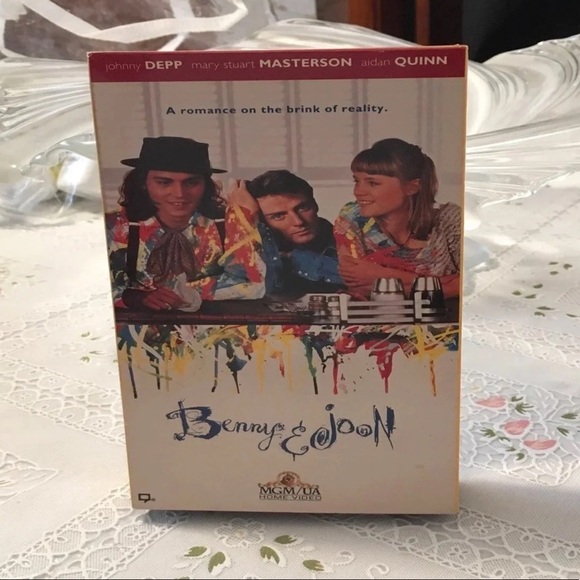 johnny DEPP mary stuart MASTERSON aidan QUINN
A romance on the brink of reality.
Benny & Joon
MGM/UA
HOME VIDEO